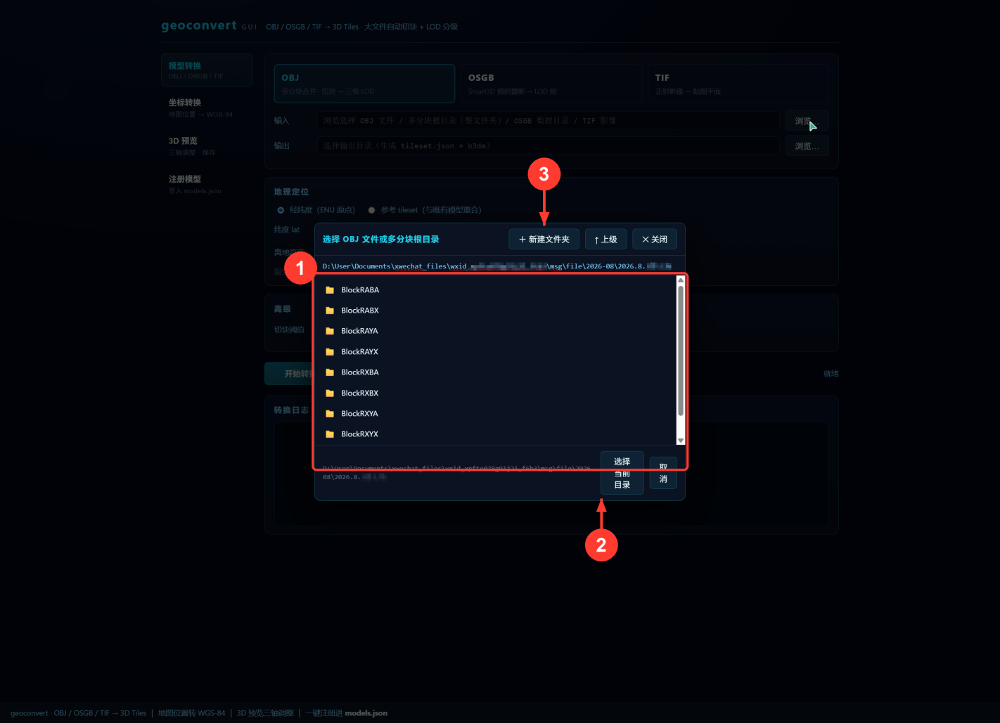 geoconvert GUI OBJ / OSGB / TIF → 3D Tiles · 大文件自动切块 + LOD 分级
模型转换
OBJ / OSGB / TIF
坐标转换
地图位置 → WGS-84
3D 预览
三轴调整 保存
注册模型
写入 models.json
OBJ
多分块合并 · 切块 → 三级 LOD
OSGB
Smart3D 倾斜摄影 → LOD 树
TIF
正射影像 → 贴图平面
输入 浏览选择 OBJ 文件 / 多分块根目录（整文件夹）/ OSGB 数据目录 / TIF 影像 浏览...
输出 选择输出目录（生成 tileset.json + b3dm） 浏览...
3
地理定位
经纬度 (ENU 原点) 参考 tileset (与既有模型重合)
纬度 lat
选择 OBJ 文件或多分块根目录 + 新建文件夹 ↑ 上级 × 关闭
1
D:\User\Documents\xwechat_files\wxid_ \msg\file\2026-08\2026.8.
BlockRABA
BlockRABX
BlockRAYA
BlockRAYX
BlockRXBA
BlockRXBX
BlockRXYA
BlockRXYX
08\2026.8.
选择
当前
目录
取
消
高级
切块阈值
开始转 就绪
转换日志
2
geoconvert · OBJ / OSGB / TIF → 3D Tiles | 地图位置转 WGS-84 | 3D 预览三轴调整 | 一键注册进 models.json